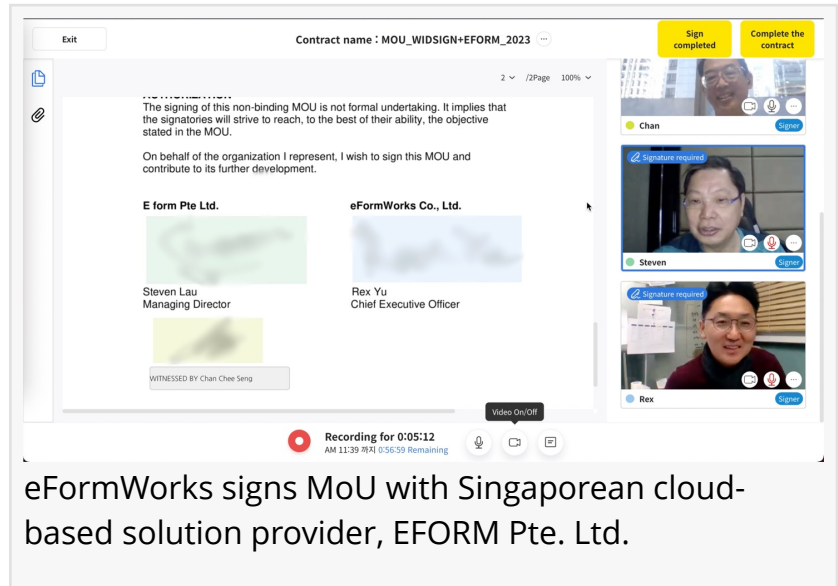 Exit
Contract name : MOU_WIDSIGN+EFORM_2023
Sign completed
Complete the contract
2 /2Page 100%
The signing of this non-binding MOU is not formal undertaking. It implies that
the signatories will strive to reach, to the best of their ability, the objective
stated in the MOU.
On behalf of the organization I represent, I wish to sign this MOU and
contribute to its further development.
E form Pte Ltd.
eFormWorks Co., Ltd.
Steven Lau
Managing Director
Rex Yu
Chief Executive Officer
WITNESSED BY Chan Chee Seng
Chan
Signer
Signature required
Steven
Signer
Signature required
Rex
Signer
Video On/Off
Recording for 0:05:12
AM 11:39 까지 0:56:59 Remaining
eFormWorks signs MoU with Singaporean cloud-
based solution provider, EFORM Pte. Ltd.